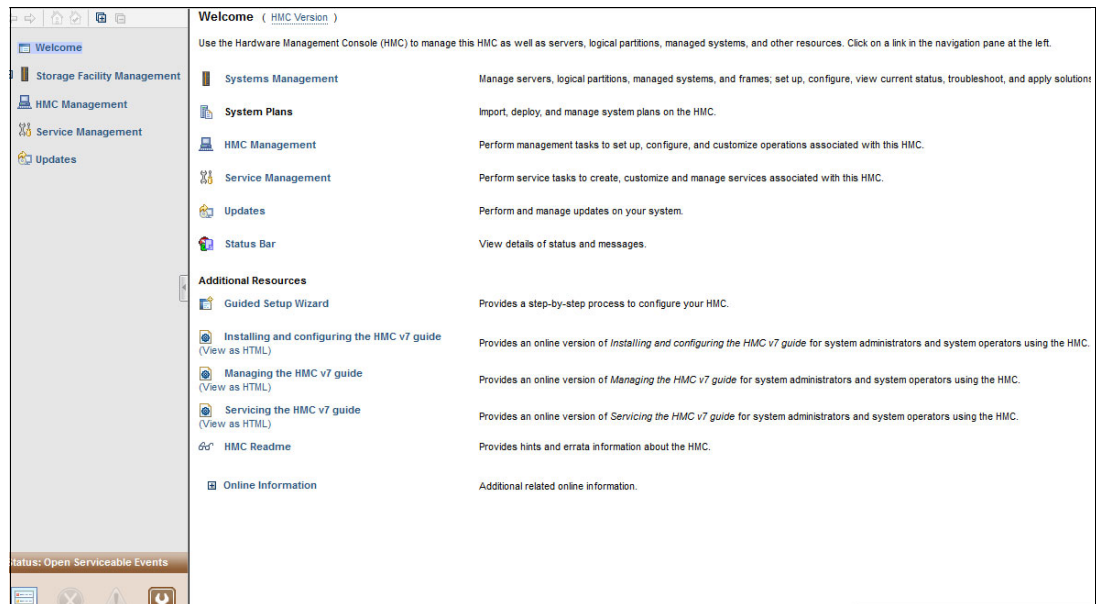 Welcome
Storage Facility Management
HMC Management
Service Management
Updates
Status: Open Serviceable Events
Welcome ( HMC Version )
Use the Hardware Management Console (HMC) to manage this HMC as well as servers, logical partitions, managed systems, and other resources. Click on a link in the navigation pane at the left.
Systems Management Manage servers, logical partitions, managed systems, and frames; set up, configure, view current status, troubleshoot, and apply solutions
System Plans Import, deploy, and manage system plans on the HMC.
HMC Management Perform management tasks to set up, configure, and customize operations associated with this HMC.
Service Management Perform service tasks to create, customize and manage services associated with this HMC.
Updates Perform and manage updates on your system.
Status Bar View details of status and messages.
Additional Resources
Guided Setup Wizard Provides a step-by-step process to configure your HMC.
Installing and configuring the HMC v7 guide Provides an online version of Installing and configuring the HMC v7 guide for system administrators and system operators using the HMC.
(View as HTML)
Managing the HMC v7 guide Provides an online version of Managing the HMC v7 guide for system administrators and system operators using the HMC.
(View as HTML)
Servicing the HMC v7 guide Provides an online version of Servicing the HMC v7 guide for system administrators and system operators using the HMC.
(View as HTML)
HMC Readme Provides hints and errata information about the HMC.
Online Information Additional related online information.